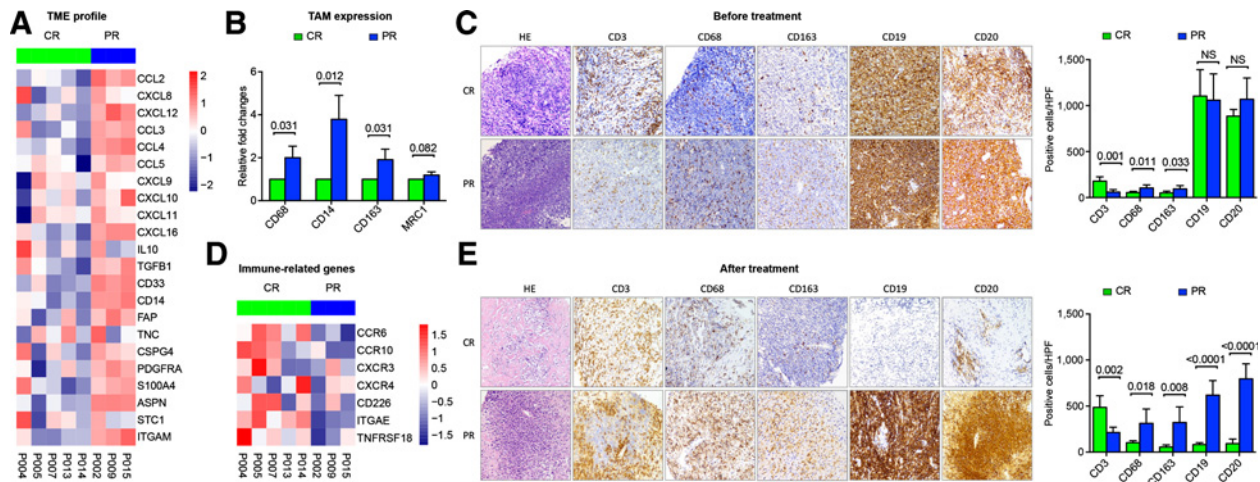 A
TME profile
CR PR
CCL2
CXCL8
CXCL12
CCL3
CCL4
CCL5
CXCL9
CXCL10
CXCL11
CXCL16
IL10
TGFB1
CD33
CD14
FAP
TNC
CSPG4
PDGFRA
S100A4
ASPN
STC1
ITGAM
2
1
0
−1
−2
P004 P005 P007 P013 P014 P002 P009 P015
B
TAM expression
CR PR
Relative fold changes
6
4
2
0
0.031 0.012 0.031 0.082
CD68 CD14 CD163 MRC1
C
Before treatment
HE CD3 CD68 CD163 CD19 CD20
CR
PR
CR PR
Positive cells/HPF
1,500
1,000
500
0
0.001 0.011 0.033 NS NS
CD3 CD68 CD163 CD19 CD20
D
Immune-related genes
CR PR
CCR6
CCR10
CXCR3
CXCR4
CD226
ITGAE
TNFRSF18
1.5
1
0.5
0
−0.5
−1
−1.5
P004 P005 P007 P013 P014 P002 P009 P015
E
After treatment
HE CD3 CD68 CD163 CD19 CD20
CR
PR
CR PR
Positive cells/HPF
1,500
1,000
500
0
0.002 0.018 0.008 <0.0001 <0.0001
CD3 CD68 CD163 CD19 CD20